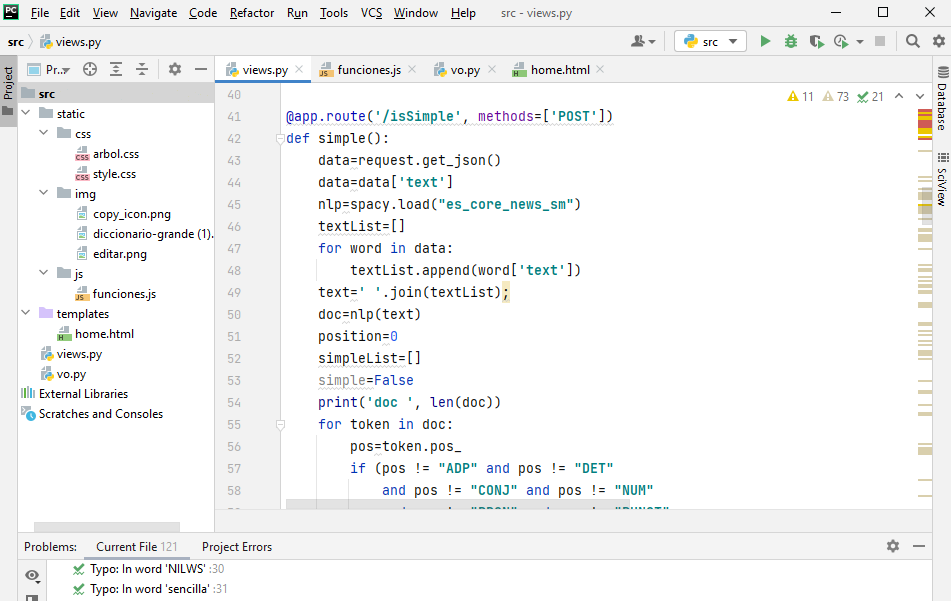 PC File Edit View Navigate Code Refactor Run Tools VCS Window Help src - views.py
src views.py src
Project
Pr... views.py funciones.js vo.py home.html
Database
SciView
11 73 21
src
static
css
arbol.css
style.css
img
copy_icon.png
diccionario-grande (1).
editar.png
js
funciones.js
templates
home.html
views.py
vo.py
External Libraries
Scratches and Consoles
40
41 @app.route('/isSimple', methods=['POST'])
42 def simple():
43 data=request.get_json()
44 data=data['text']
45 nlp=spacy.load("es_core_news_sm")
46 textList=[]
47 for word in data:
48 textList.append(word['text'])
49 text=' '.join(textList);
50 doc=nlp(text)
51 position=0
52 simpleList=[]
53 simple=False
54 print('doc ', len(doc))
55 for token in doc:
56 pos=token.pos_
57 if (pos != "ADP" and pos != "DET"
58 and pos != "CONJ" and pos != "NUM"
Problems: Current File 121 Project Errors
Typo: In word 'NILWS' :30
Typo: In word 'sencilla' :31